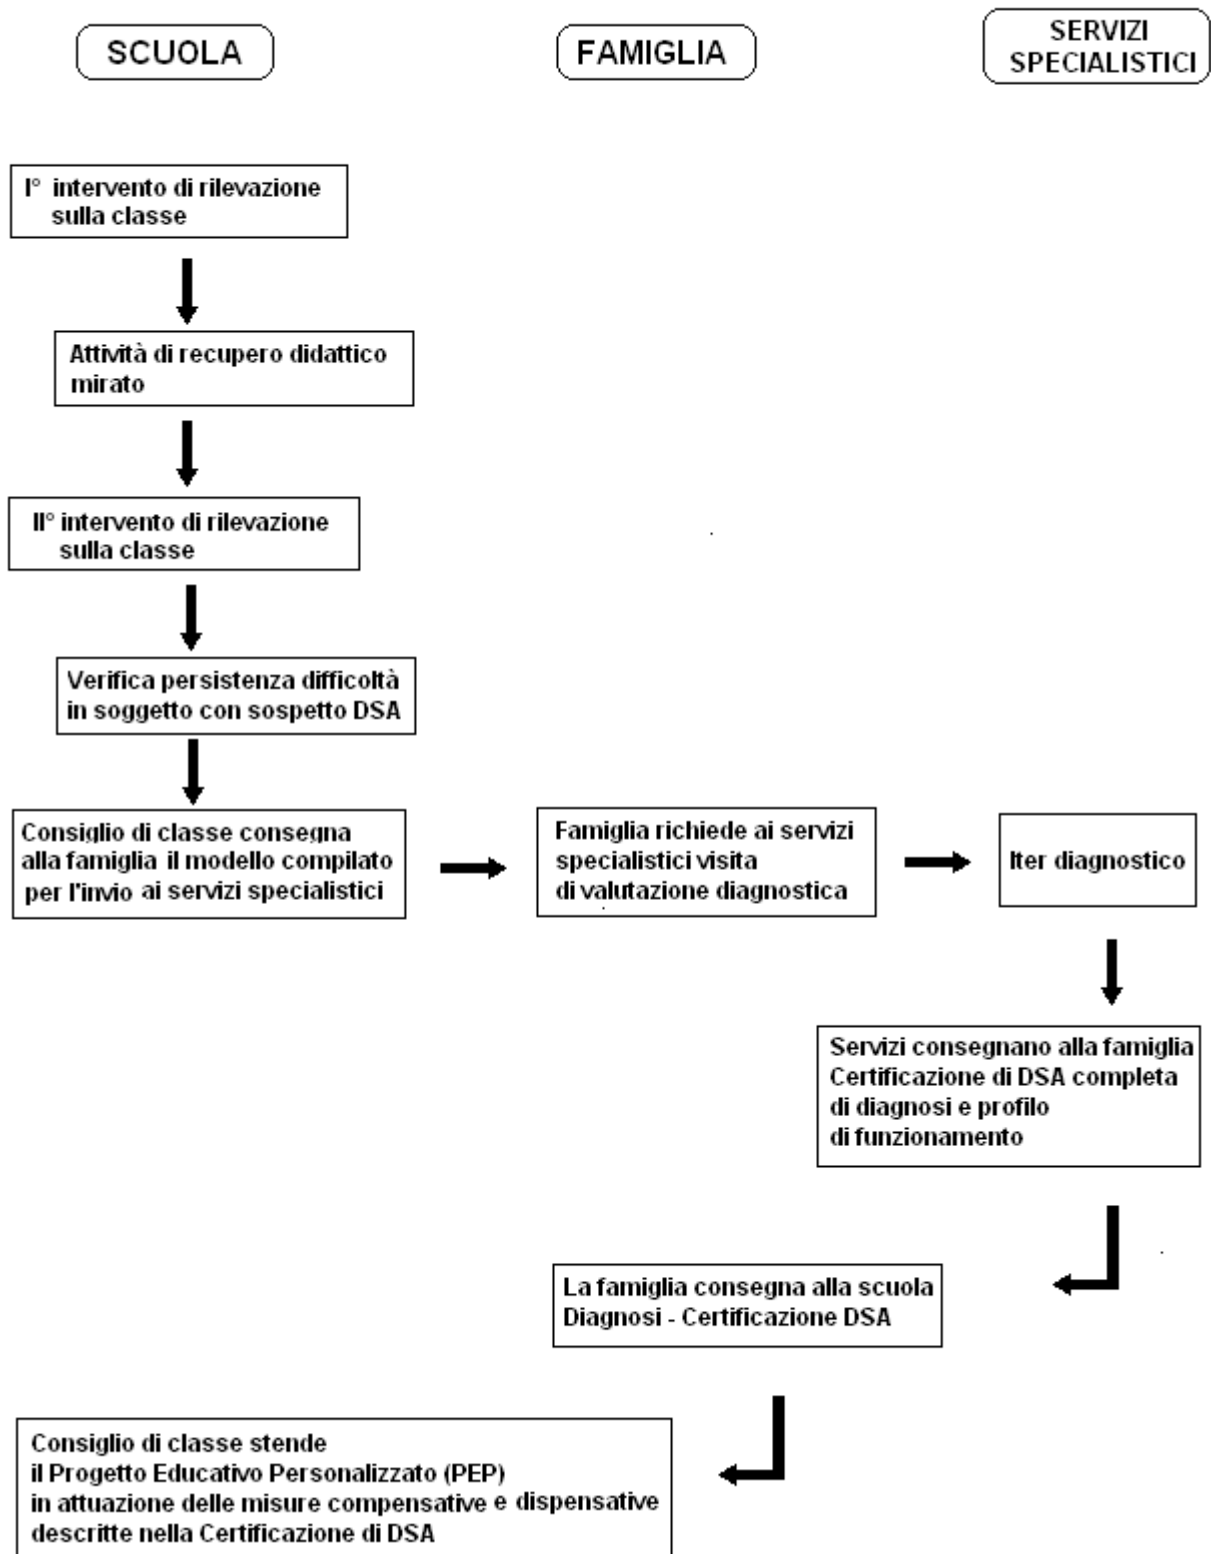 SCUOLA
FAMIGLIA
SERVIZI
SPECIALISTICI
I° intervento di rilevazione
sulla classe
Attività di recupero didattico
mirato
II° intervento di rilevazione
sulla classe
Verifica persistenza difficoltà
in soggetto con sospetto DSA
Consiglio di classe consegna
alla famiglia il modello compilato
per l'invio ai servizi specialistici
Famiglia richiede ai servizi
specialistici visita
di valutazione diagnostica
Iter diagnostico
Servizi consegnano alla famiglia
Certificazione di DSA completa
di diagnosi e profilo
di funzionamento
La famiglia consegna alla scuola
Diagnosi - Certificazione DSA
Consiglio di classe stende
il Progetto Educativo Personalizzato (PEP)
in attuazione delle misure compensative e dispensative
descritte nella Certificazione di DSA